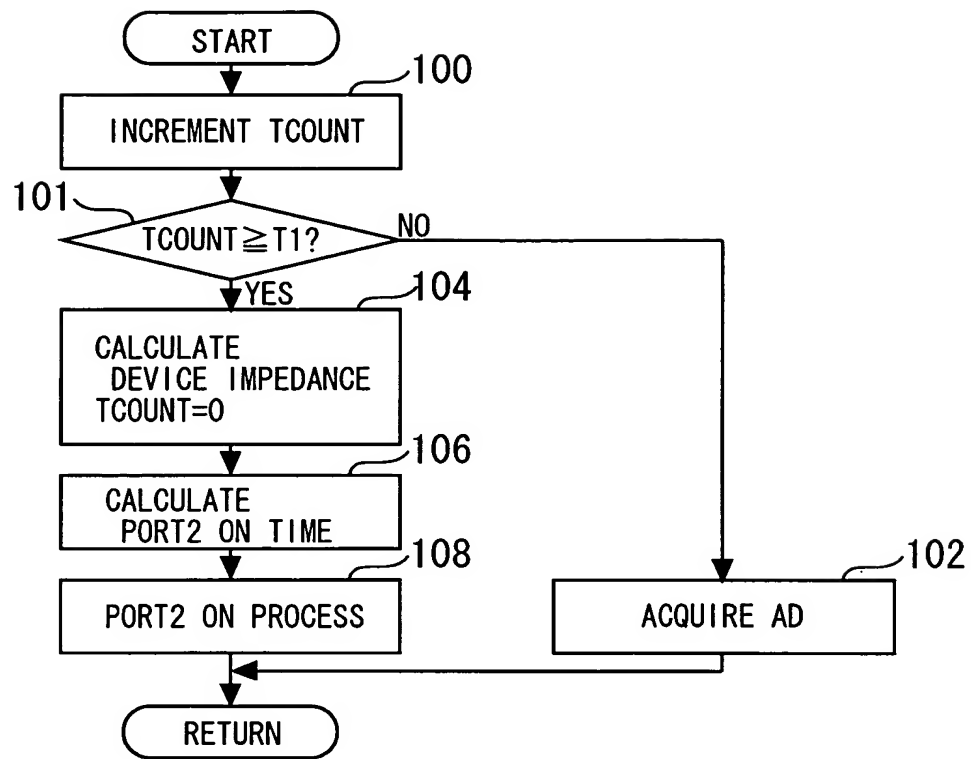 START
100
INCREMENT TCOUNT
101
TCOUNT≧T1?
NO
YES
104
CALCULATE
DEVICE IMPEDANCE
TCOUNT=0
106
CALCULATE
PORT2 ON TIME
108
PORT2 ON PROCESS
102
ACQUIRE AD
RETURN